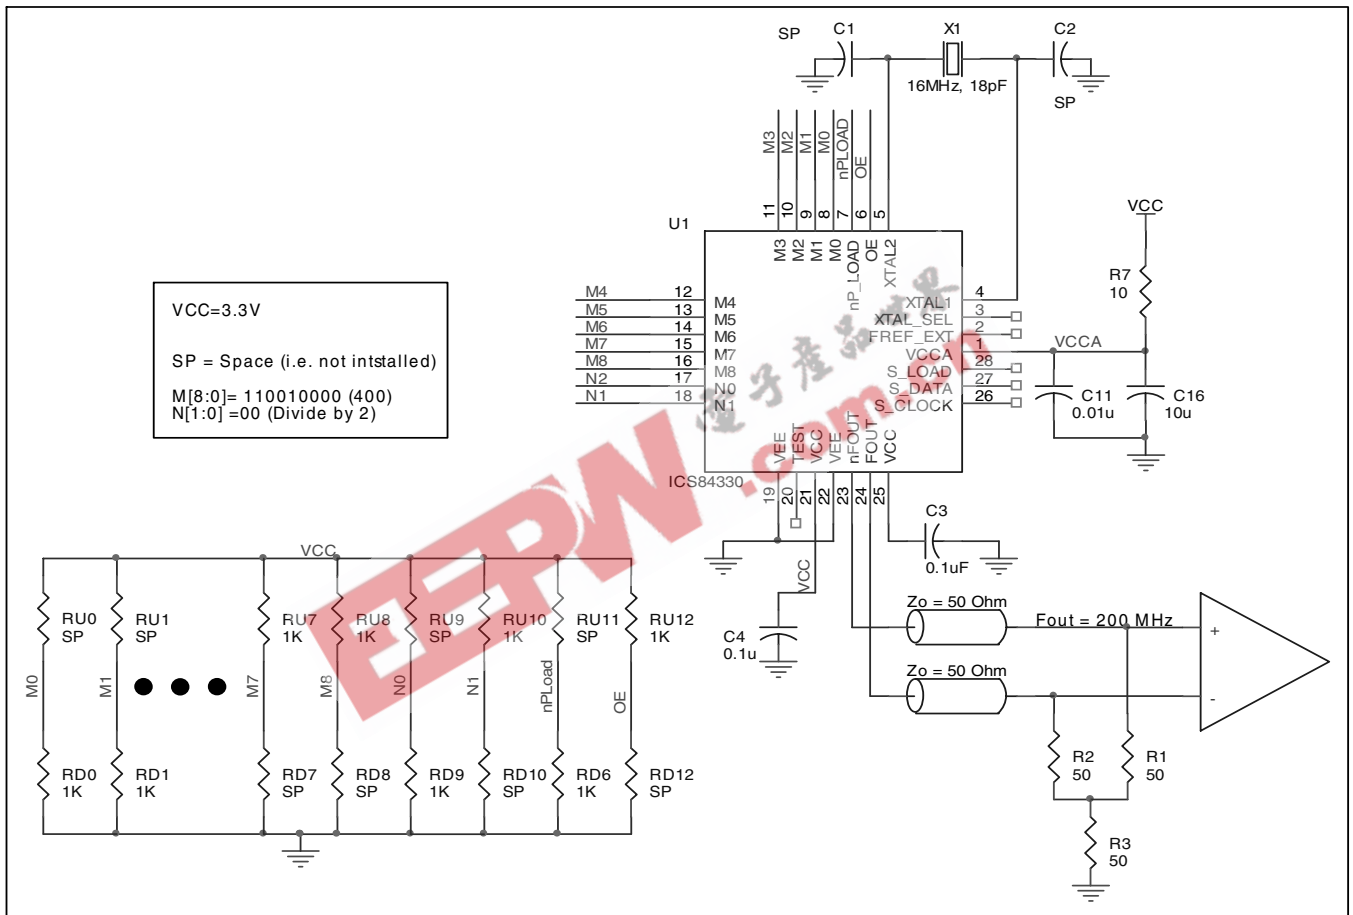 SP
C1
X1
C2
16MHz, 18pF
SP
M3
M2
M1
M0
nPLOAD
OE
11
10
9
8
7
6
5
U1
M3
M2
M1
M0
nP_LOAD
OE
XTAL2
VCC
R7
10
VCC=3.3V
SP = Space (i.e. not intstalled)
M[8:0]= 110010000 (400)
N[1:0] =00 (Divide by 2)
M4 12 M4
M5 13 M5
M6 14 M6
M7 15 M7
M8 16 M8
N2 17 N0
N1 18 N1
XTAL1 4
XTAL_SEL 3
FREF_EXT 2
VCCA 1
S_LOAD 28
S_DATA 27
S_CLOCK 26
VCCA
C11
0.01u
C16
10u
VEE
TEST
VCC
VEE
nFOUT
FOUT
VCC
ICS84330
19
20
21
22
23
24
25
電子產品世界
EEPW.com.cn
C3
0.1uF
VCC
C4
0.1u
Zo = 50 Ohm
Fout = 200 MHz
Zo = 50 Ohm
+
-
R2
50
R1
50
R3
50
VCC
RU0
SP
RU1
SP
RU7
1K
RU8
1K
RU9
SP
RU10
1K
RU11
SP
RU12
1K
M0
M1
M7
M8
N0
N1
nPLoad
OE
RD0
1K
RD1
1K
RD7
SP
RD8
SP
RD9
1K
RD10
SP
RD6
1K
RD12
SP